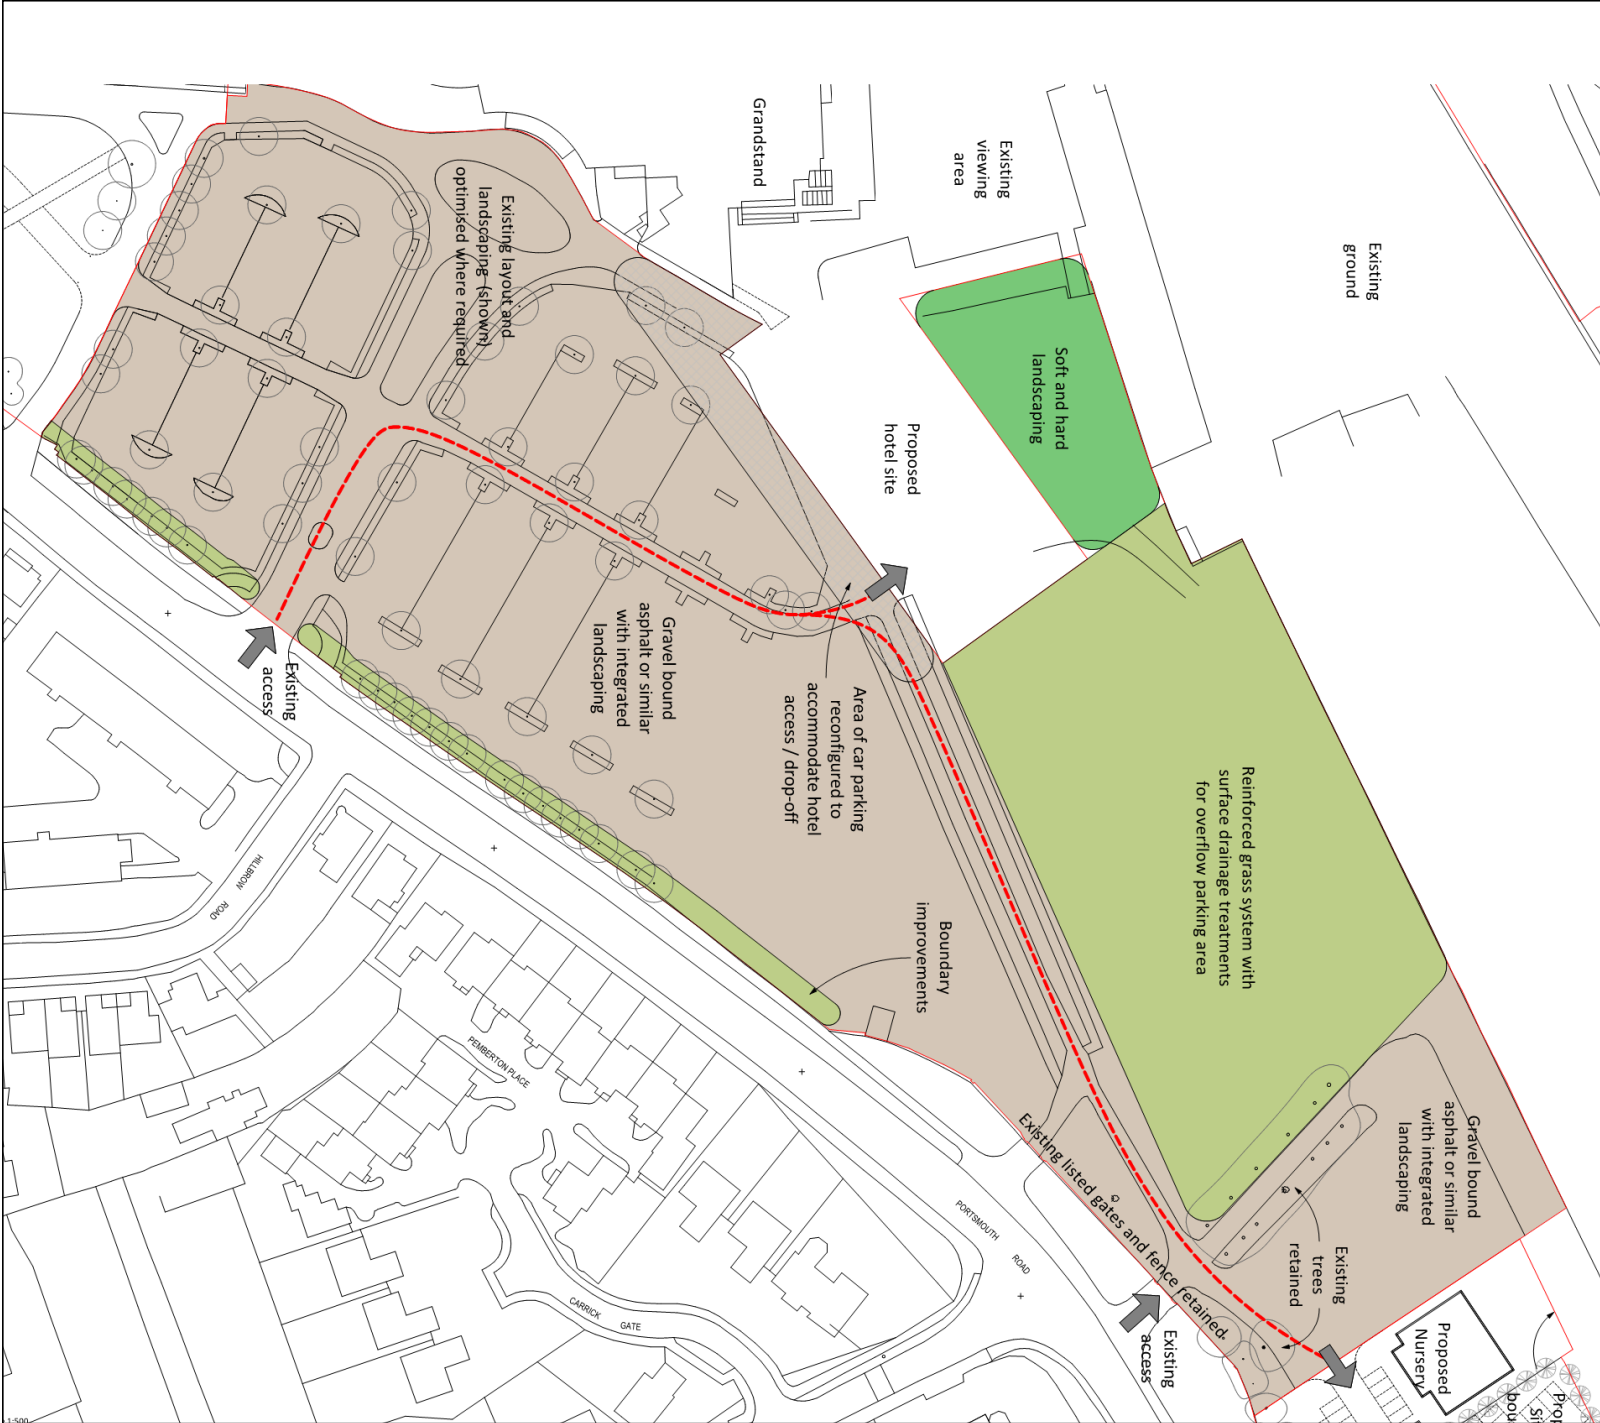 Grandstand
Existing
viewing
area
Existing
ground
Existing layout and
landscaping (shown)
optimised where required
Soft and hard
landscaping
Proposed
hotel site
Gravel bound
asphalt or similar
with integrated
landscaping
Existing
access
Area of car parking
reconfigured to
accommodate hotel
access / drop-off
Reinforced grass system with
surface drainage treatments
for overflow parking area
Boundary
improvements
HILLBROW
ROAD
PEMBERTON PLACE
Existing listed gates and fence retained.
Gravel bound
asphalt or similar
with integrated
landscaping
Existing
trees
retained
PORTSMOUTH
ROAD
CARRICK
GATE
Existing
access
Proposed
Nursery
Prop
Si
bou
1:500